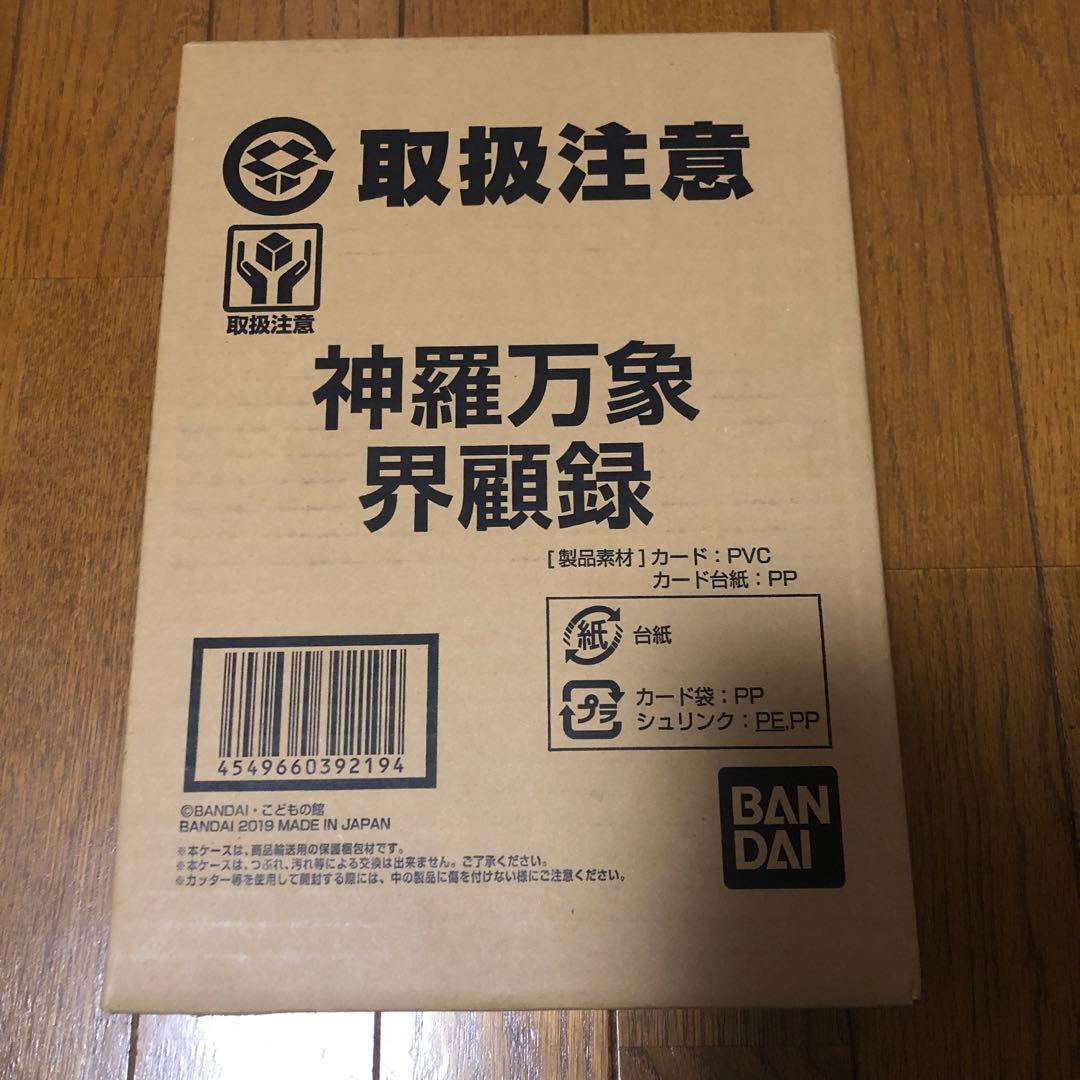 取扱注意
取扱注意
神羅万象
界顧録
[製品素材]カード：PVC
カード台紙：PP
紙 台紙
プラ カード袋：PP
シュリンク：PE,PP
4549660392194
©BANDAI・こどもの館
BANDAI 2019 MADE IN JAPAN
※本ケースは、商品輸送用の保護梱包材です。
※本ケースは、つぶれ、汚れ等による交換は出来ません。ご了承ください。
※カッター等を使用して開封する際には、中の製品に傷を付けない様にご注意ください。
BAN
DAI